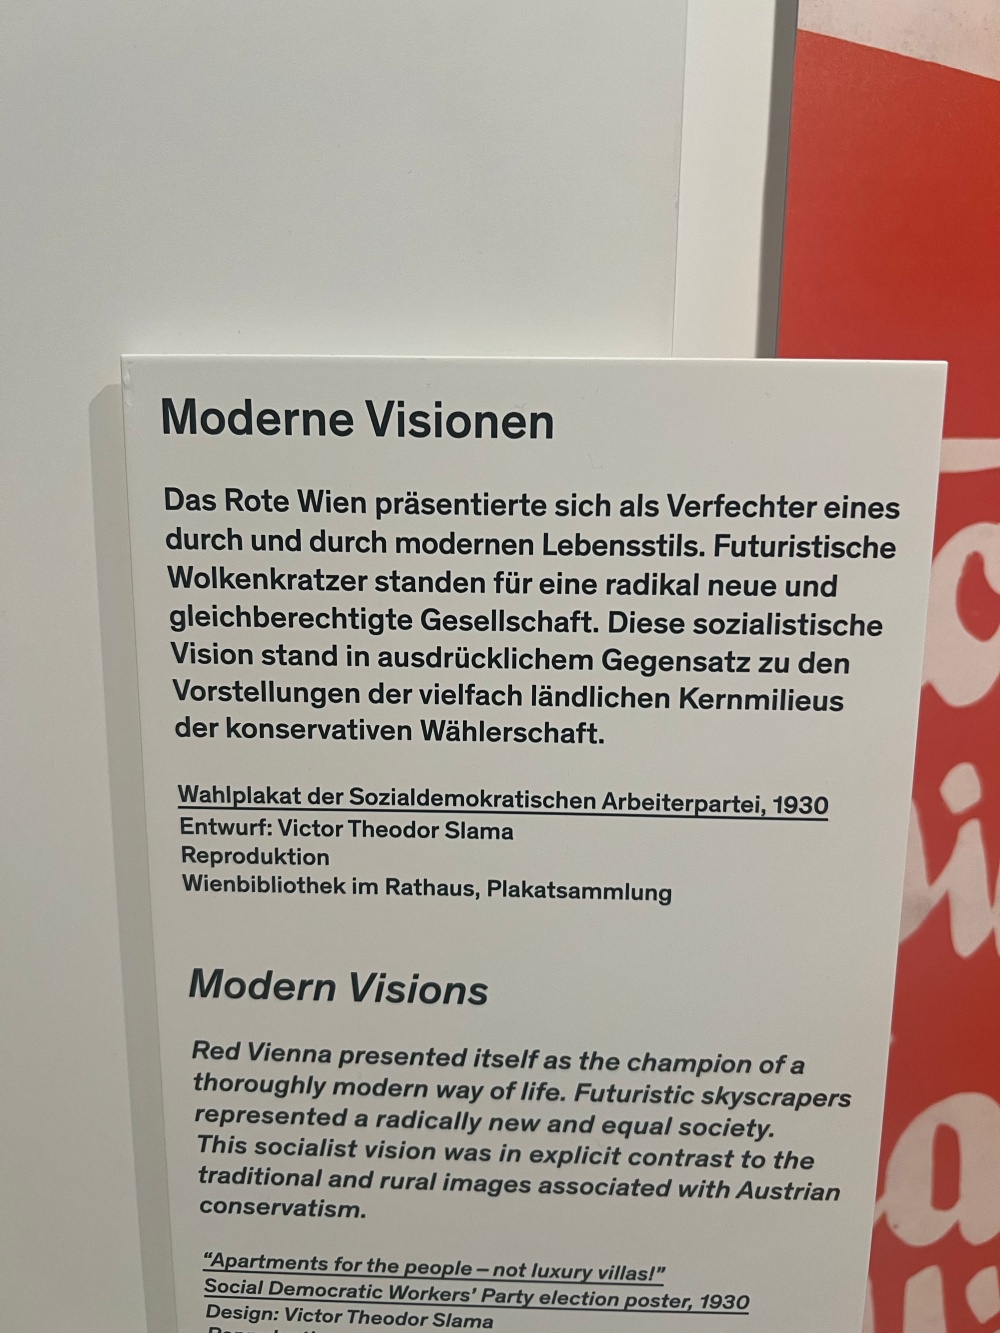 Moderne Visionen
Das Rote Wien präsentierte sich als Verfechter eines
durch und durch modernen Lebensstils. Futuristische
Wolkenkratzer standen für eine radikal neue und
gleichberechtigte Gesellschaft. Diese sozialistische
Vision stand in ausdrücklichem Gegensatz zu den
Vorstellungen der vielfach ländlichen Kernmilieus
der konservativen Wählerschaft.
Wahlplakat der Sozialdemokratischen Arbeiterpartei, 1930
Entwurf: Victor Theodor Slama
Reproduktion
Wienbibliothek im Rathaus, Plakatsammlung
Modern Visions
Red Vienna presented itself as the champion of a
thoroughly modern way of life. Futuristic skyscrapers
represented a radically new and equal society.
This socialist vision was in explicit contrast to the
traditional and rural images associated with Austrian
conservatism.
“Apartments for the people – not luxury villas!”
Social Democratic Workers’ Party election poster, 1930
Design: Victor Theodor Slama